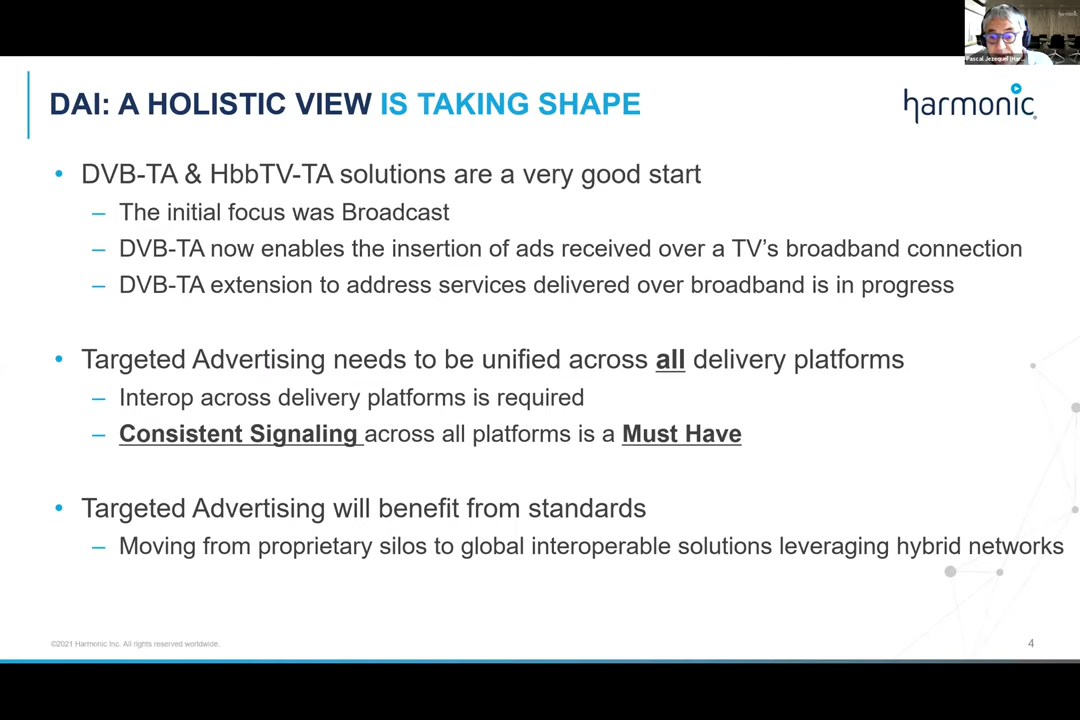 harmonic
Pascal Jezequel (Har...
DAI: A HOLISTIC VIEW IS TAKING SHAPE
harmonic
• DVB-TA & HbbTV-TA solutions are a very good start
– The initial focus was Broadcast
– DVB-TA now enables the insertion of ads received over a TV’s broadband connection
– DVB-TA extension to address services delivered over broadband is in progress
• Targeted Advertising needs to be unified across all delivery platforms
– Interop across delivery platforms is required
– Consistent Signaling across all platforms is a Must Have
• Targeted Advertising will benefit from standards
– Moving from proprietary silos to global interoperable solutions leveraging hybrid networks
©2021 Harmonic Inc. All rights reserved worldwide.
4